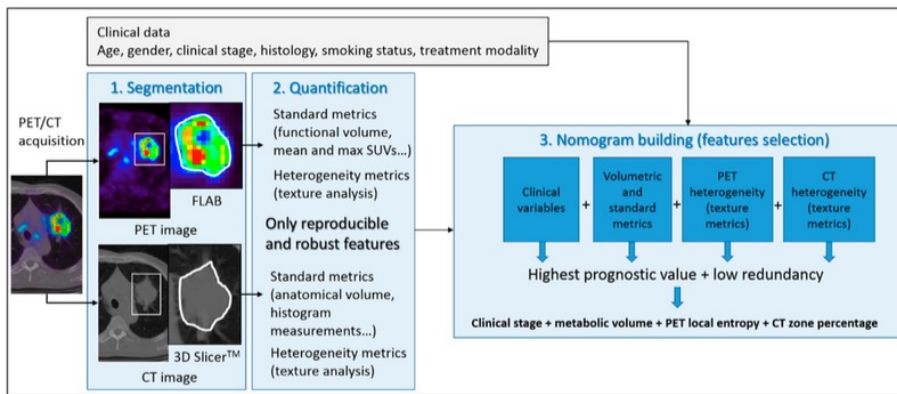 Clinical data
Age, gender, clinical stage, histology, smoking status, treatment modality
PET/CT
acquisition
1. Segmentation
FLAB
PET image
3D Slicer™
CT image
2. Quantification
Standard metrics
(functional volume,
mean and max SUVs...)
Heterogeneity metrics
(texture analysis)
Only reproducible
and robust features
Standard metrics
(anatomical volume,
histogram
measurements...)
Heterogeneity metrics
(texture analysis)
3. Nomogram building (features selection)
Clinical
variables
+
Volumetric
and
standard
metrics
+
PET
heterogeneity
(texture
metrics)
+
CT
heterogeneity
(texture
metrics)
Highest prognostic value + low redundancy
Clinical stage + metabolic volume + PET local entropy + CT zone percentage